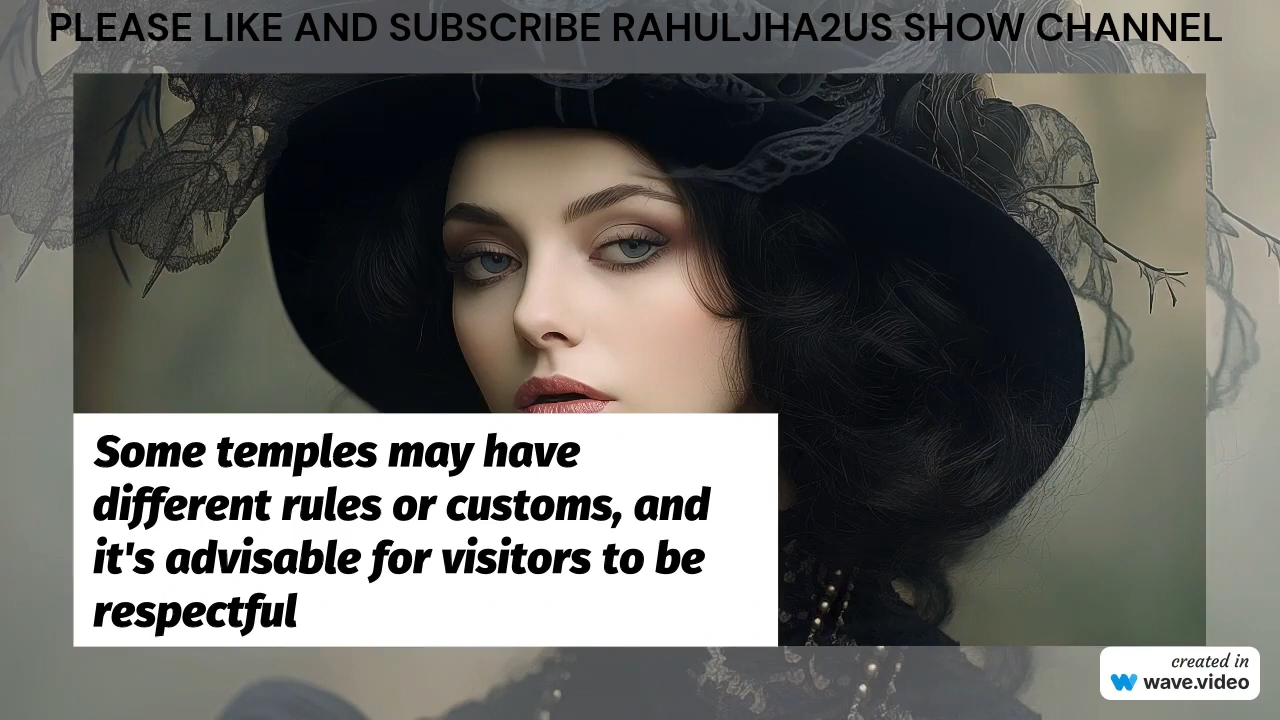 PLEASE LIKE AND SUBSCRIBE RAHULJHA2US SHOW CHANNEL
Some temples may have
different rules or customs, and
it's advisable for visitors to be
respectful
created in
wave.video